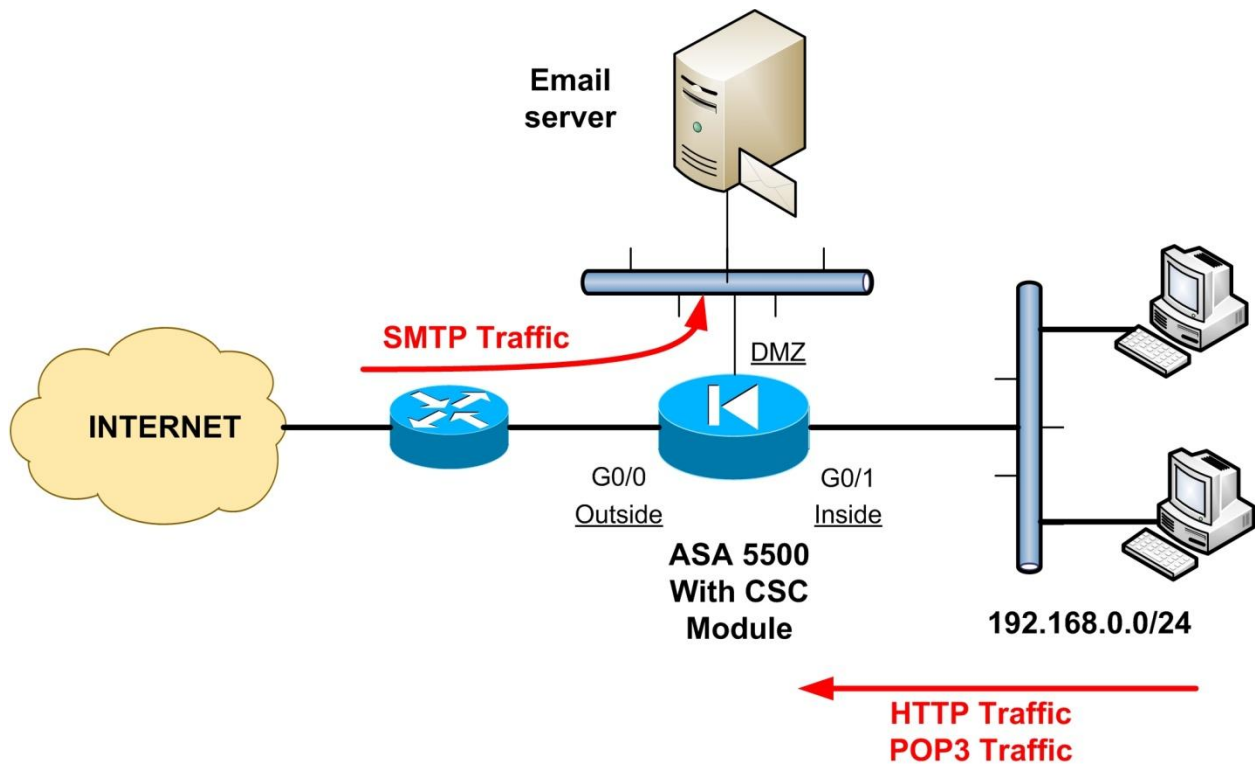 Email
server
SMTP Traffic
DMZ
INTERNET
G0/0
Outside
G0/1
Inside
ASA 5500
With CSC
Module
192.168.0.0/24
HTTP Traffic
POP3 Traffic